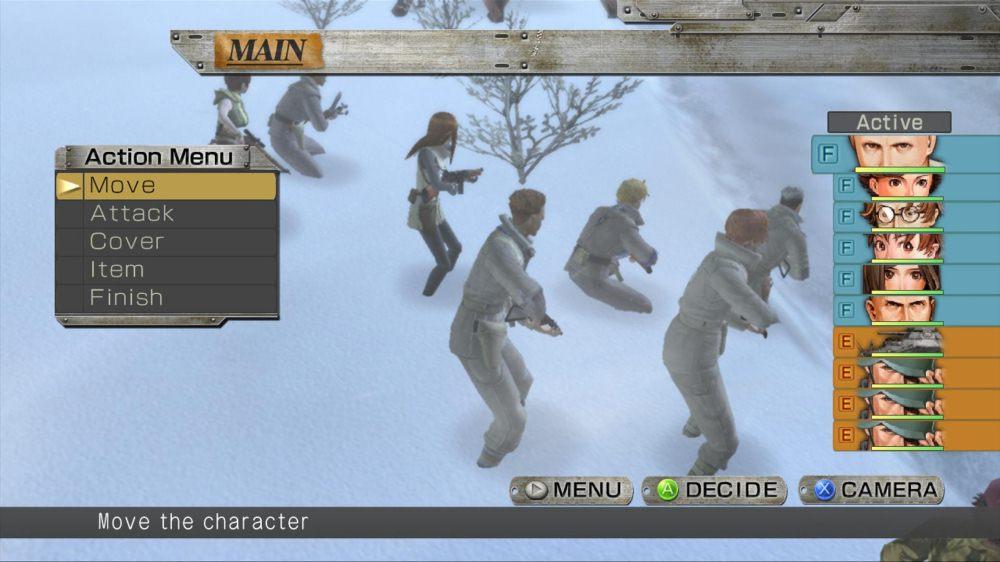 MAIN
Active
Action Menu
Move
Attack
Cover
Item
Finish
F
F
F
F
F
F
E
E
E
E
MENU
A DECIDE
X CAMERA
Move the character